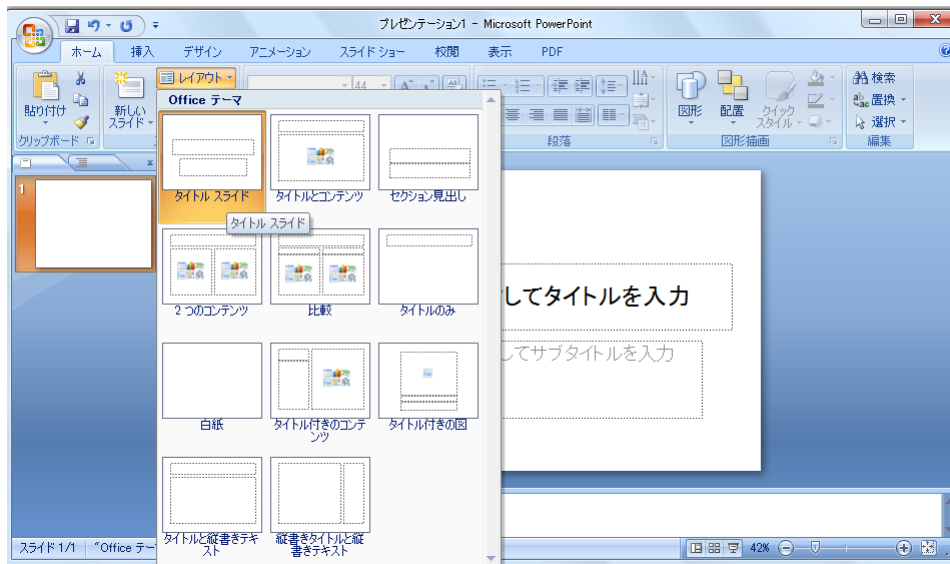 プレゼンテーション1 - Microsoft PowerPoint
ホーム 挿入 デザイン アニメーション スライド ショー 校閲 表示 PDF
貼り付け
クリップボード
新しい
スライド
レイアウト
44
段落
図形
配置
クイック
スタイル
図形描画
検索
置換
選択
編集
Office テーマ
タイトル スライド
タイトルとコンテンツ
セクション見出し
タイトル スライド
2 つのコンテンツ
比較
タイトルのみ
白紙
タイトル付きのコンテ
ンツ
タイトル付きの図
タイトルと縦書きテキ
スト
縦書きタイトルと縦
書きテキスト
1
してタイトルを入力
してサブタイトルを入力
スライド 1/1
"Office テー
42%